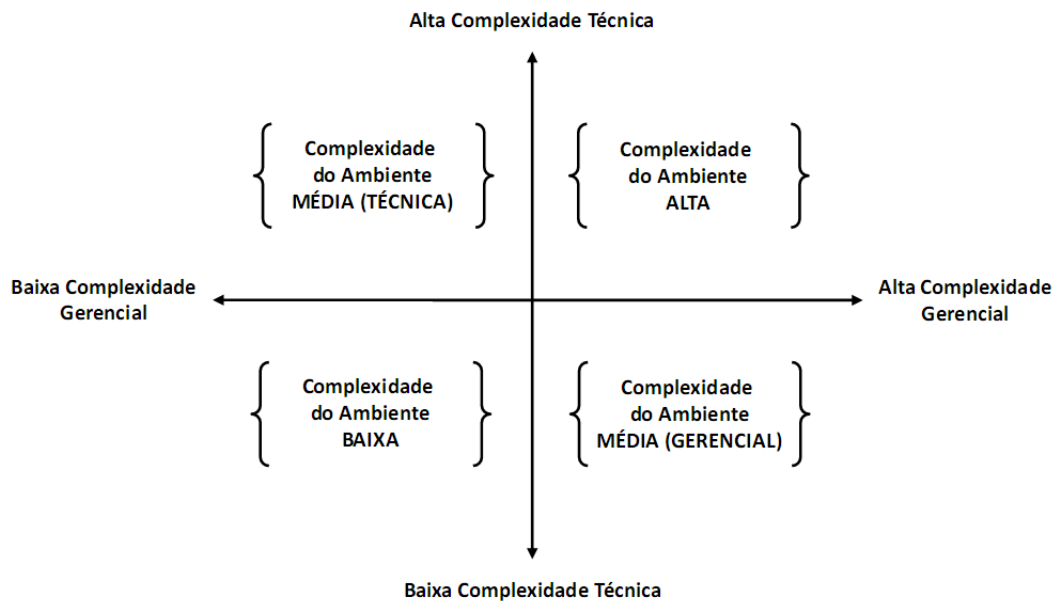 Alta Complexidade Técnica
Complexidade
do Ambiente
MÉDIA (TÉCNICA)
Complexidade
do Ambiente
ALTA
Baixa Complexidade
Gerencial
Alta Complexidade
Gerencial
Complexidade
do Ambiente
BAIXA
Complexidade
do Ambiente
MÉDIA (GERENCIAL)
Baixa Complexidade Técnica